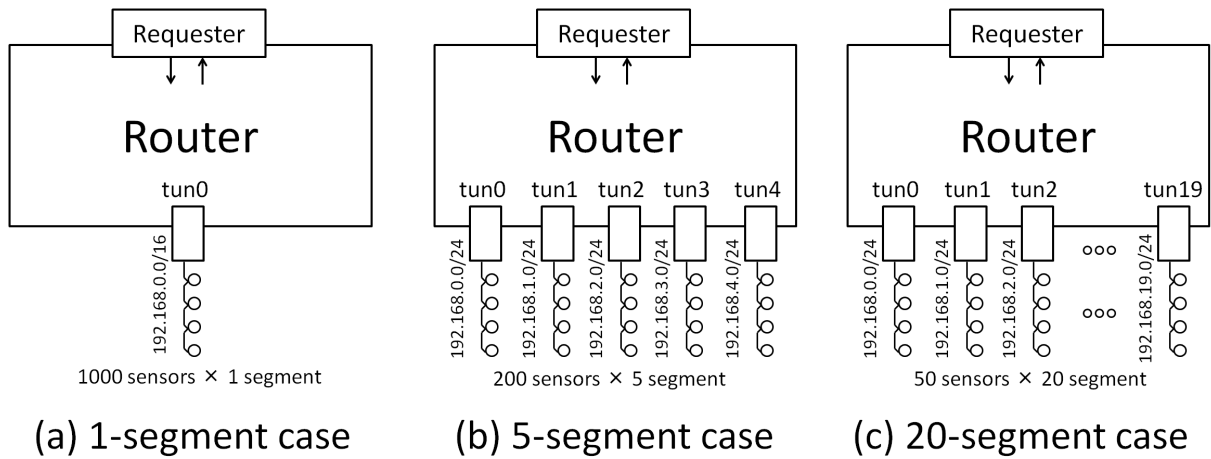 Requester
Router
tun0
192.168.0.0/16
1000 sensors × 1 segment
(a) 1-segment case
Requester
Router
tun0 tun1 tun2 tun3 tun4
192.168.0.0/24
192.168.1.0/24
192.168.2.0/24
192.168.3.0/24
192.168.4.0/24
200 sensors × 5 segment
(b) 5-segment case
Requester
Router
tun0 tun1 tun2 tun19
192.168.0.0/24
192.168.1.0/24
192.168.2.0/24
192.168.19.0/24
50 sensors × 20 segment
(c) 20-segment case